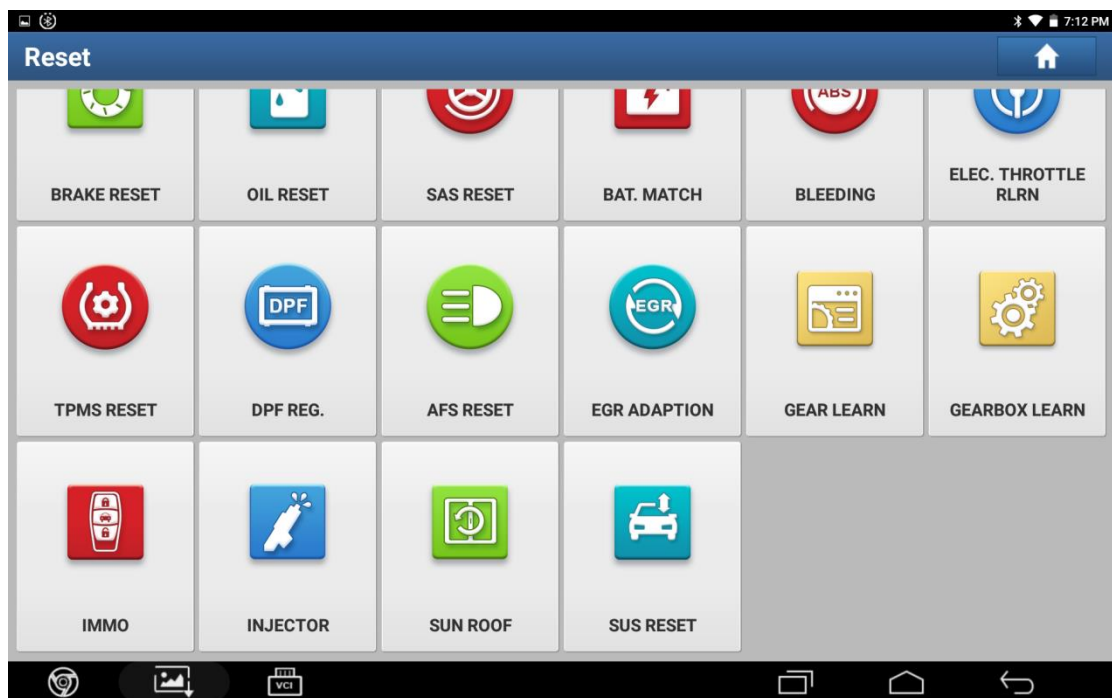 7:12 PM
Reset
ABS
BRAKE RESET
OIL RESET
SAS RESET
BAT. MATCH
BLEEDING
ELEC. THROTTLE
RLRN
DPF
EGR
TPMS RESET
DPF REG.
AFS RESET
EGR ADAPTION
GEAR LEARN
GEARBOX LEARN
IMMO
INJECTOR
SUN ROOF
SUS RESET
VCI